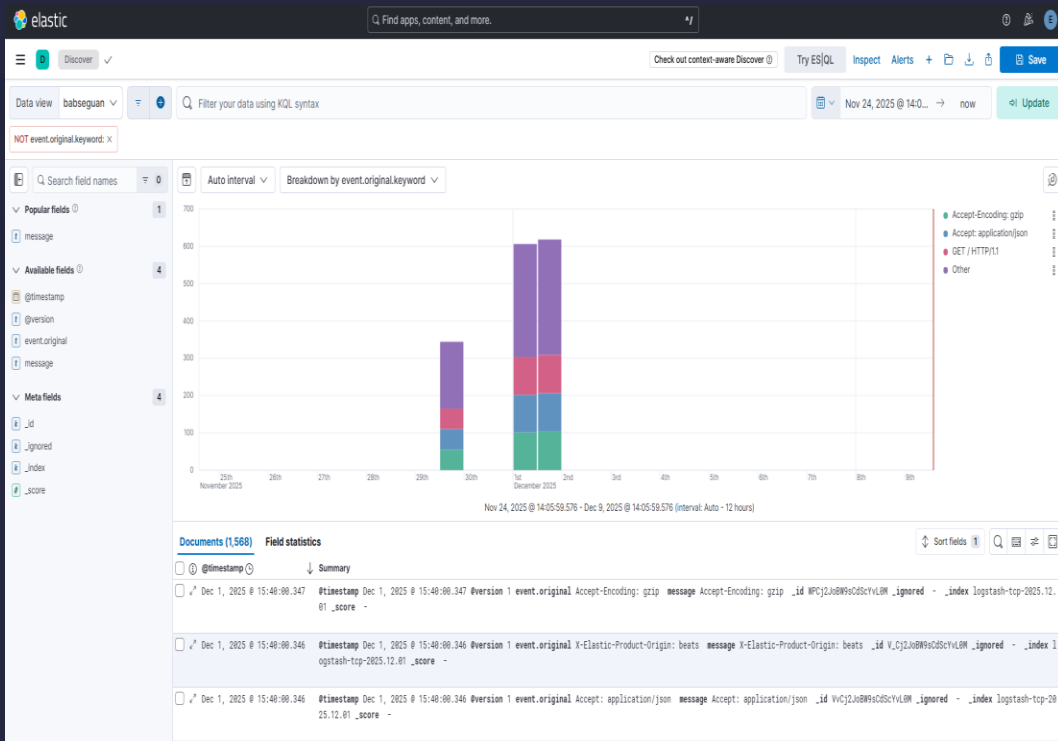 elastic
Find apps, content, and more.
^/
E
D
Discover
Check out context-aware Discover
Try ES|QL
Inspect
Alerts
Save
Data view
babseguan
Filter your data using KQL syntax
Nov 24, 2025 @ 14:0...
→
now
Update
NOT event.original.keyword: X
Search field names
0
Auto interval
Breakdown by event.original.keyword
Popular fields
1
message
Available fields
4
@timestamp
@version
event.original
message
Meta fields
4
_id
_ignored
_index
_score
700
600
500
400
300
200
100
0
25th
26th
27th
28th
29th
30th
1st
2nd
3rd
4th
5th
6th
7th
8th
9th
November 2025
December 2025
Accept-Encoding: gzip
Accept: application/json
GET / HTTP/1.1
Other
Nov 24, 2025 @ 14:05:59.576 - Dec 9, 2025 @ 14:05:59.576 (interval: Auto - 12 hours)
Documents (1,568)
Field statistics
Sort fields 1
@timestamp
Summary
Dec 1, 2025 @ 15:40:00.347 @timestamp Dec 1, 2025 @ 15:40:00.347 @version 1 event.original Accept-Encoding: gzip message Accept-Encoding: gzip _id _ignored - _index logstash-tcp-2025.12.
01 _score -
Dec 1, 2025 @ 15:40:00.346 @timestamp Dec 1, 2025 @ 15:40:00.346 @version 1 event.original X-Elastic-Product-Origin: beats message X-Elastic-Product-Origin: beats _id _ignored - _index l
ogstash-tcp-2025.12.01 _score -
Dec 1, 2025 @ 15:40:00.346 @timestamp Dec 1, 2025 @ 15:40:00.346 @version 1 event.original Accept: application/json message Accept: application/json _id _ignored - _index logstash-tcp-20
25.12.01 _score -